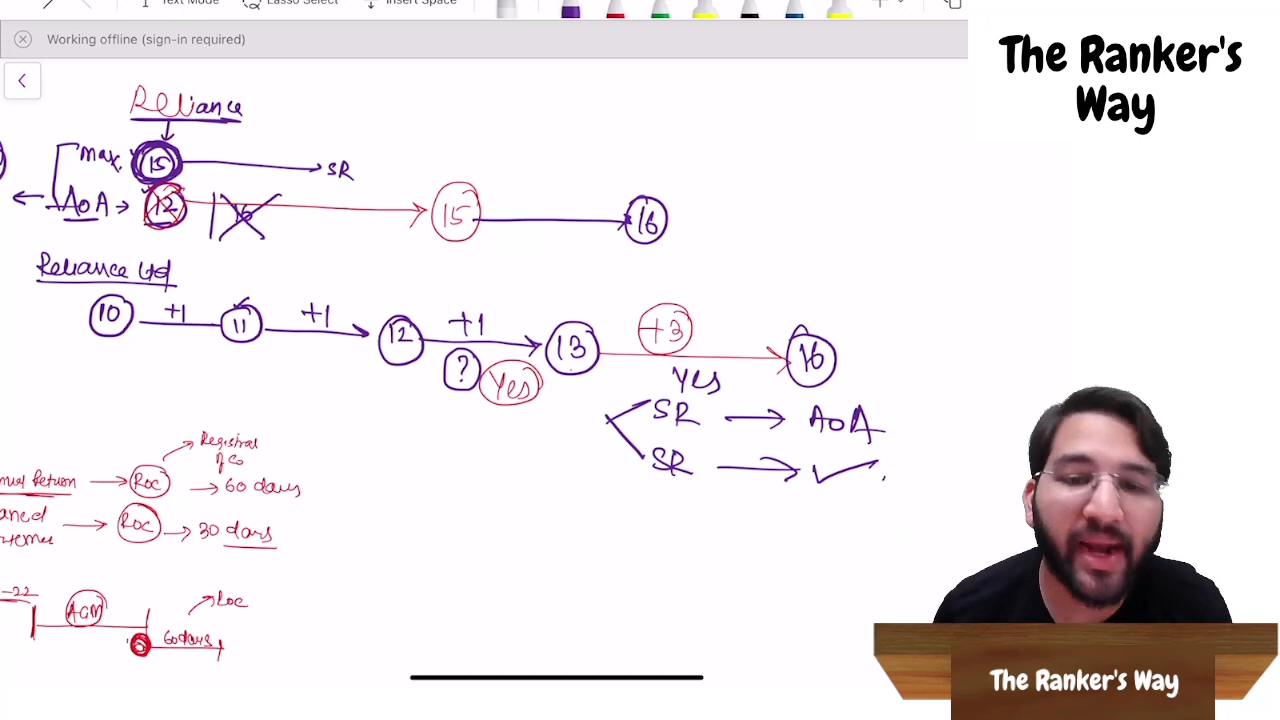 Text Mode Lasso Select Insert Space
Working offline (sign-in required)
The Ranker's
Way
Reliance
max. 15 → SR
← AoA → 12 16 → 15 → 16
Reliance Ltd
10 +1 11 +1 12 +1 13 +3 16
? Yes Yes
SR → AoA
SR → ✓
Registrar
of Co
Return → ROC → 60 days
→ ROC → 30 days
-22
AGM ROC
60 days
The Ranker's Way